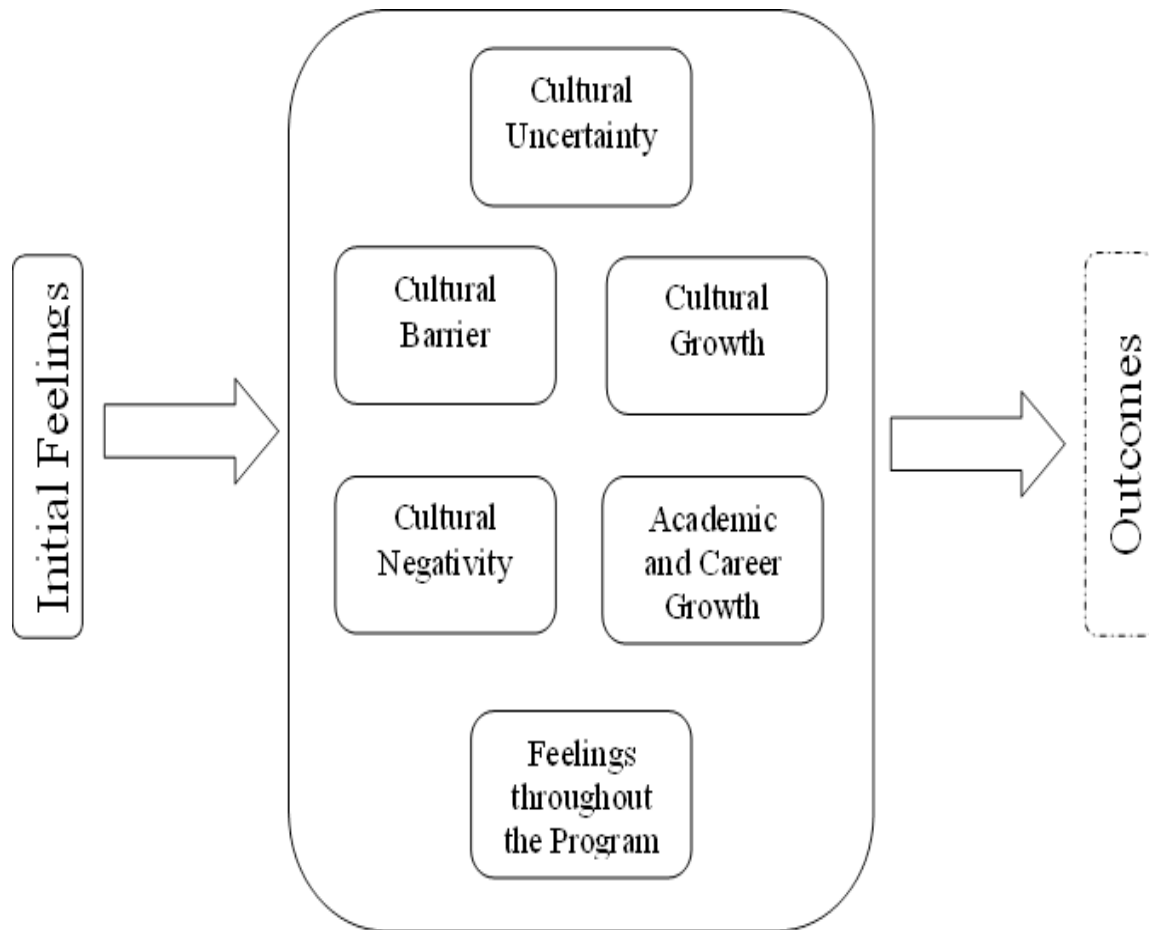 Initial Feelings
Cultural
Uncertainty
Cultural
Barrier
Cultural
Growth
Cultural
Negativity
Academic
and Career
Growth
Feelings
throughout
the Program
Outcomes